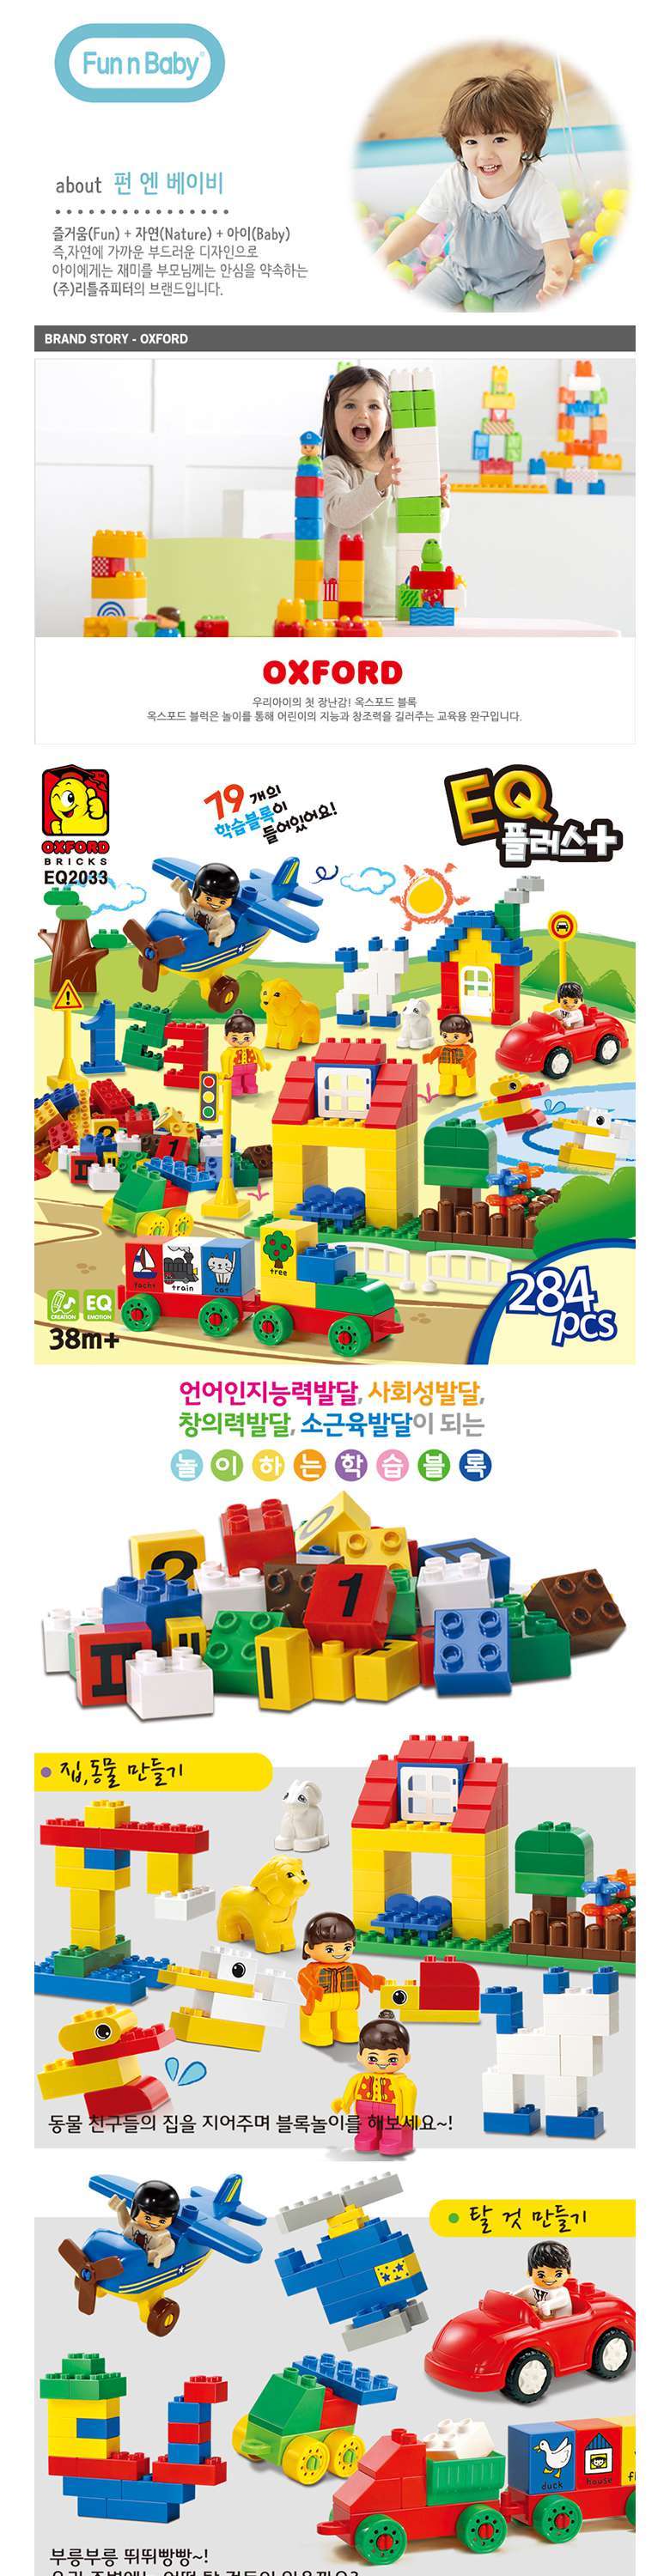 Fun n Baby
about 펀 엔 베이비
즐거움(Fun) + 자연(Nature) + 아이(Baby)
즉,자연에 가까운 부드러운 디자인으로
아이에게는 재미를 부모님께는 안심을 약속하는
(주)리틀쥬피터의 브랜드입니다.
BRAND STORY - OXFORD
OXFORD
우리아이의 첫 장난감! 옥스포드 블록
옥스포드 블럭은 놀이를 통해 어린이의 지능과 창조력을 길러주는 교육용 완구입니다.
OXFORD
BRICKS
EQ2033
79 개의
학습블록이
들어있어요!
EQ
플러스+
1 2 3
2
1
yacht
train
cat
tree
CREATION
EQ
EMOTION
38m+
284
pcs
언어인지능력발달, 사회성발달,
창의력발달, 소근육발달이 되는
놀이하는학습블록
2
1
집,동물 만들기
동물 친구들의 집을 지어주며 블록놀이를 해보세요~!
탈 것 만들기
duck
house
부릉부릉 뛰뛰빵빵~!